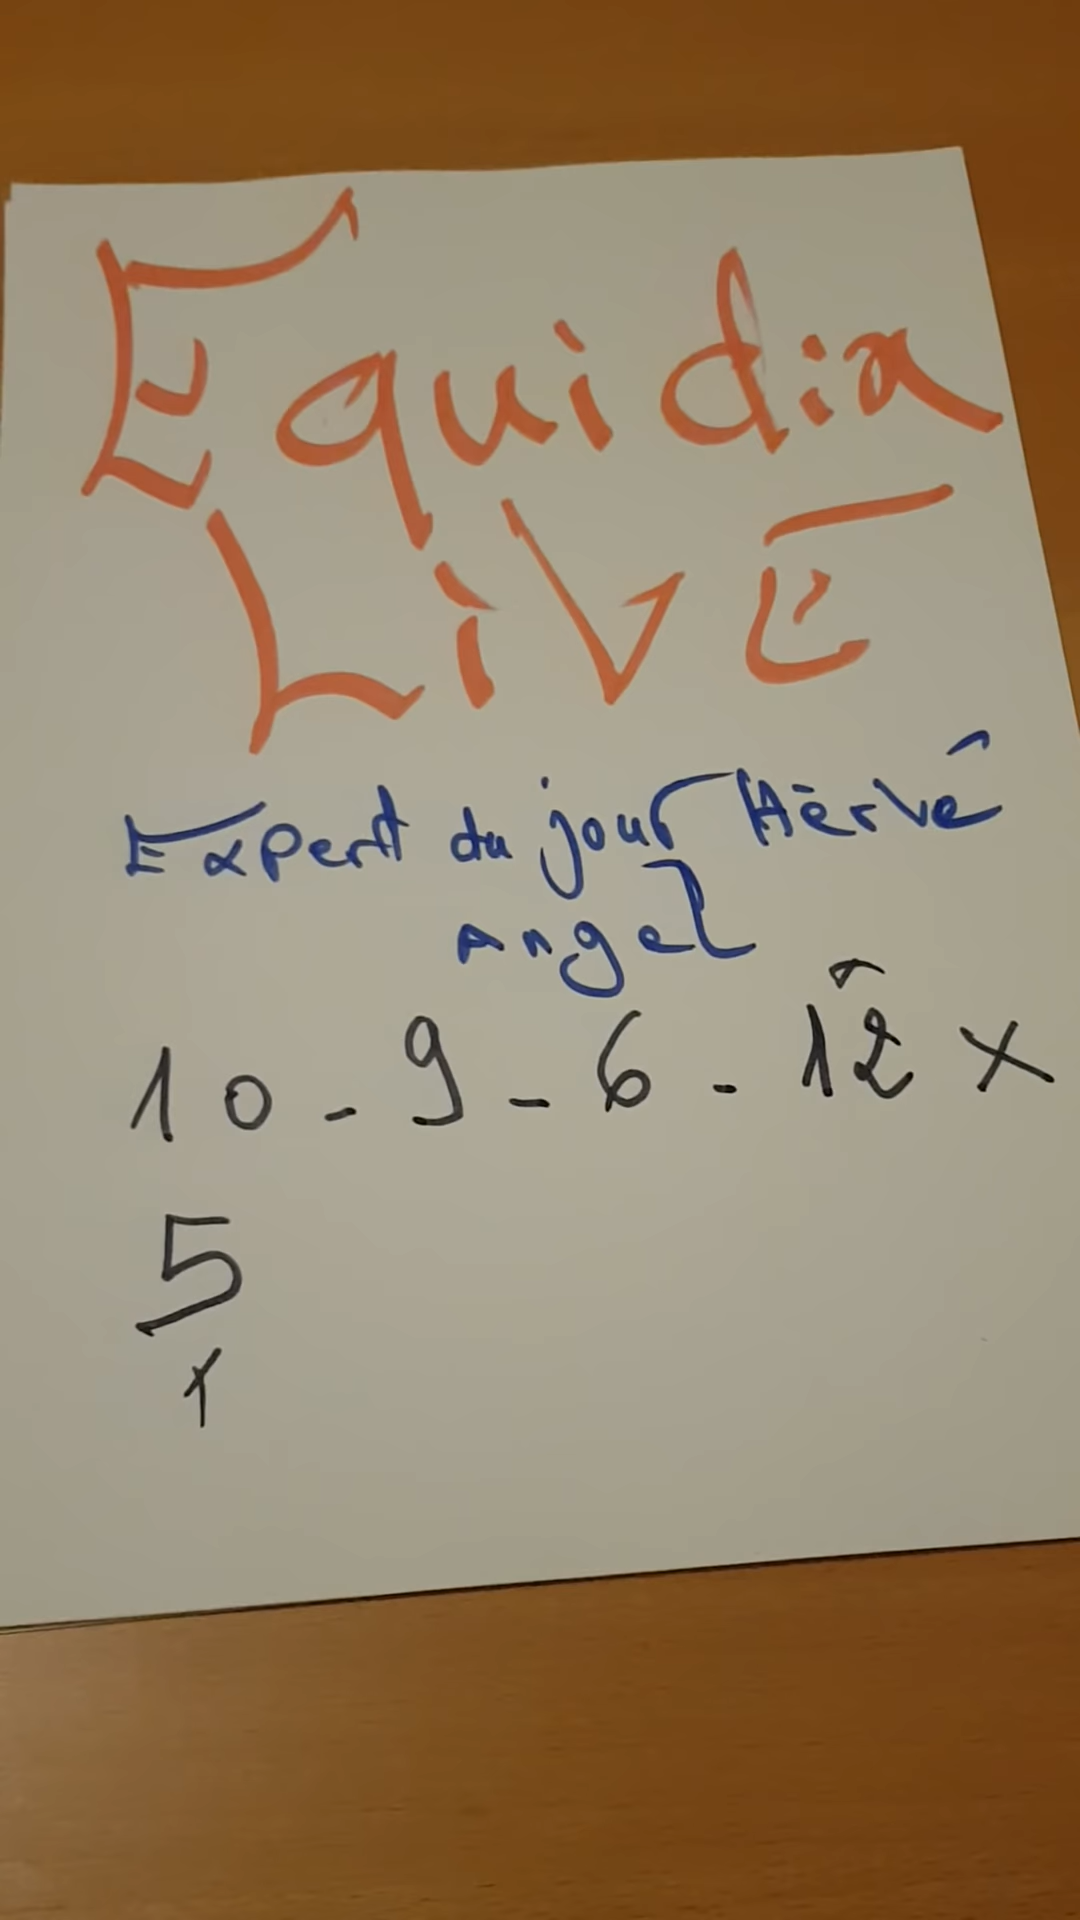 Equidia
LivE
Expert du jour Hervé
Angel
10 - 9 - 6 - 12 x
5
x